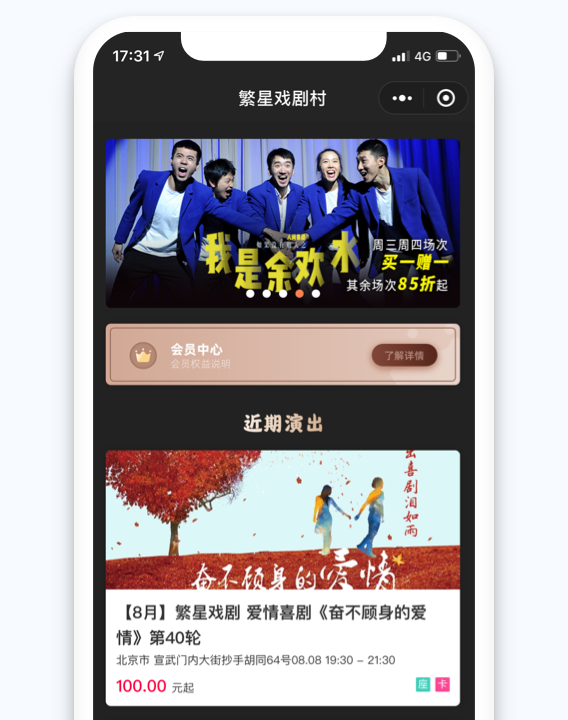 17:31
4G
繁星戏剧村
我是余欢水
周三周四场次
买一赠一
其余场次85折起
会员中心
会员权益说明
了解详情
近期演出
出喜剧泪如雨
奋不顾身的爱情
【8月】繁星戏剧 爱情喜剧《奋不顾身的爱
情》第40轮
北京市 宣武门内大街抄手胡同64号08.08 19:30 - 21:30
100.00 元起
座 卡